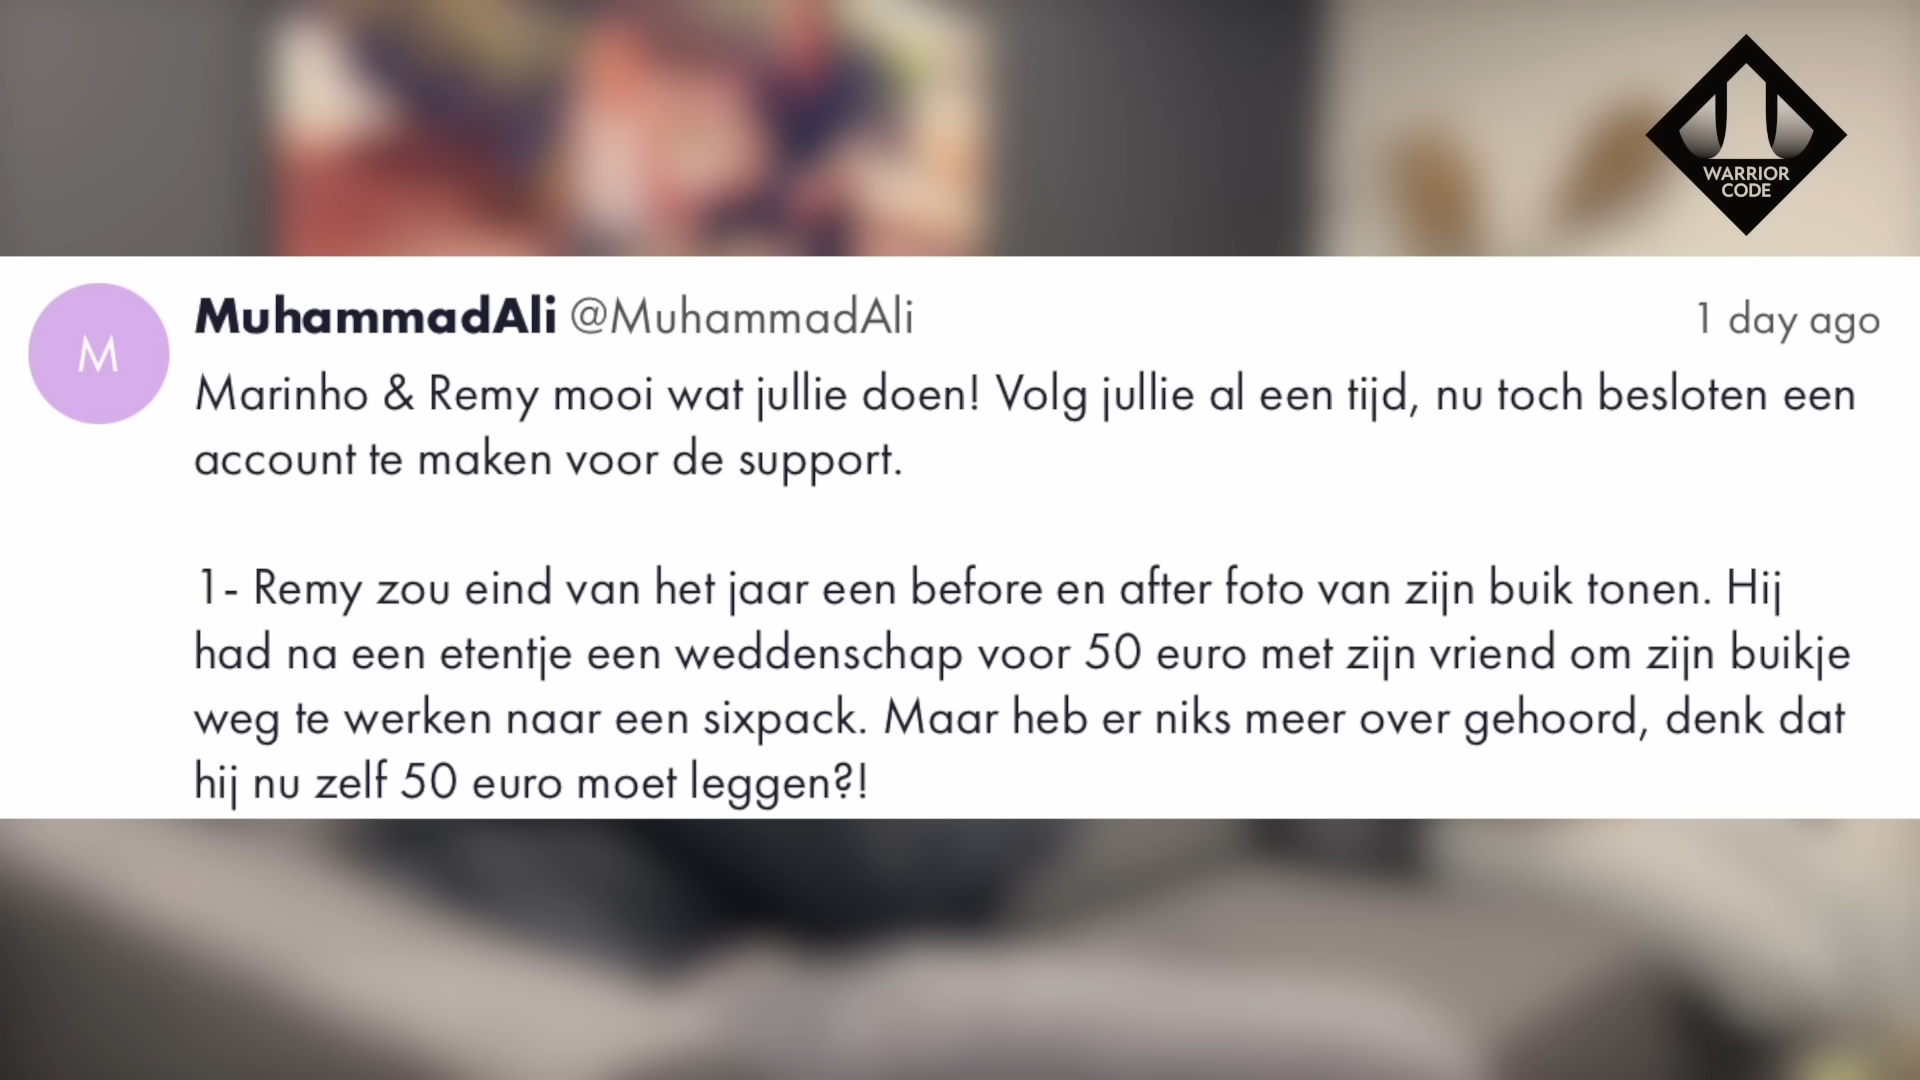 WARRIOR
CODE
MuhammadAli @MuhammadAli 1 day ago
Marinho & Remy mooi wat jullie doen! Volg jullie al een tijd, nu toch besloten een
account te maken voor de support.
1- Remy zou eind van het jaar een before en after foto van zijn buik tonen. Hij
had na een etentje een weddenschap voor 50 euro met zijn vriend om zijn buikje
weg te werken naar een sixpack. Maar heb er niks meer over gehoord, denk dat
hij nu zelf 50 euro moet leggen?!
M